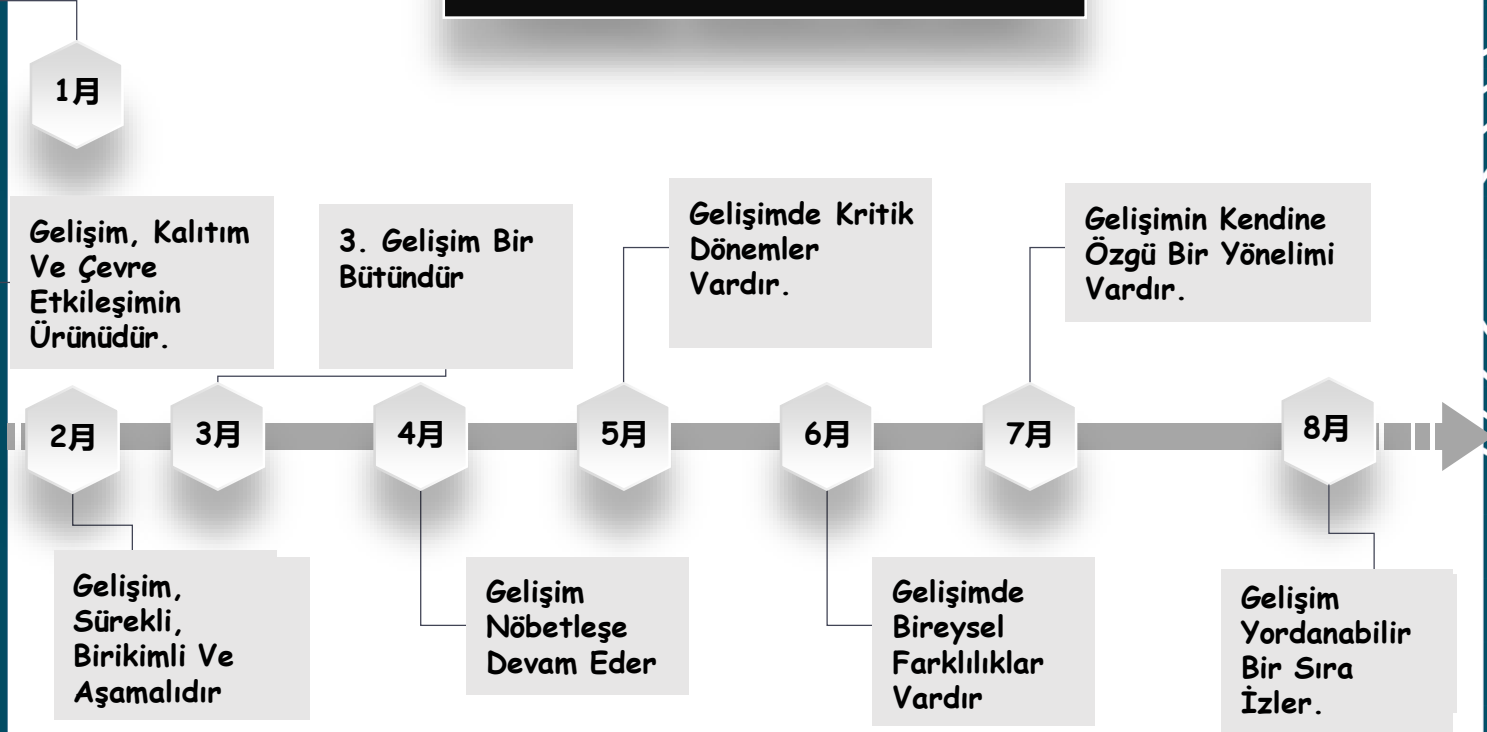 1月
Gelişim, Kalıtım
Ve Çevre
Etkileşimin
Ürünüdür.
3. Gelişim Bir
Bütündür
Gelişimde Kritik
Dönemler
Vardır.
Gelişimin Kendine
Özgü Bir Yönelimi
Vardır.
2月
3月
4月
5月
6月
7月
8月
Gelişim,
Sürekli,
Birikimli Ve
Aşamalıdır
Gelişim
Nöbetleşe
Devam Eder
Gelişimde
Bireysel
Farklılıklar
Vardır
Gelişim
Yordanabilir
Bir Sıra
İzler.